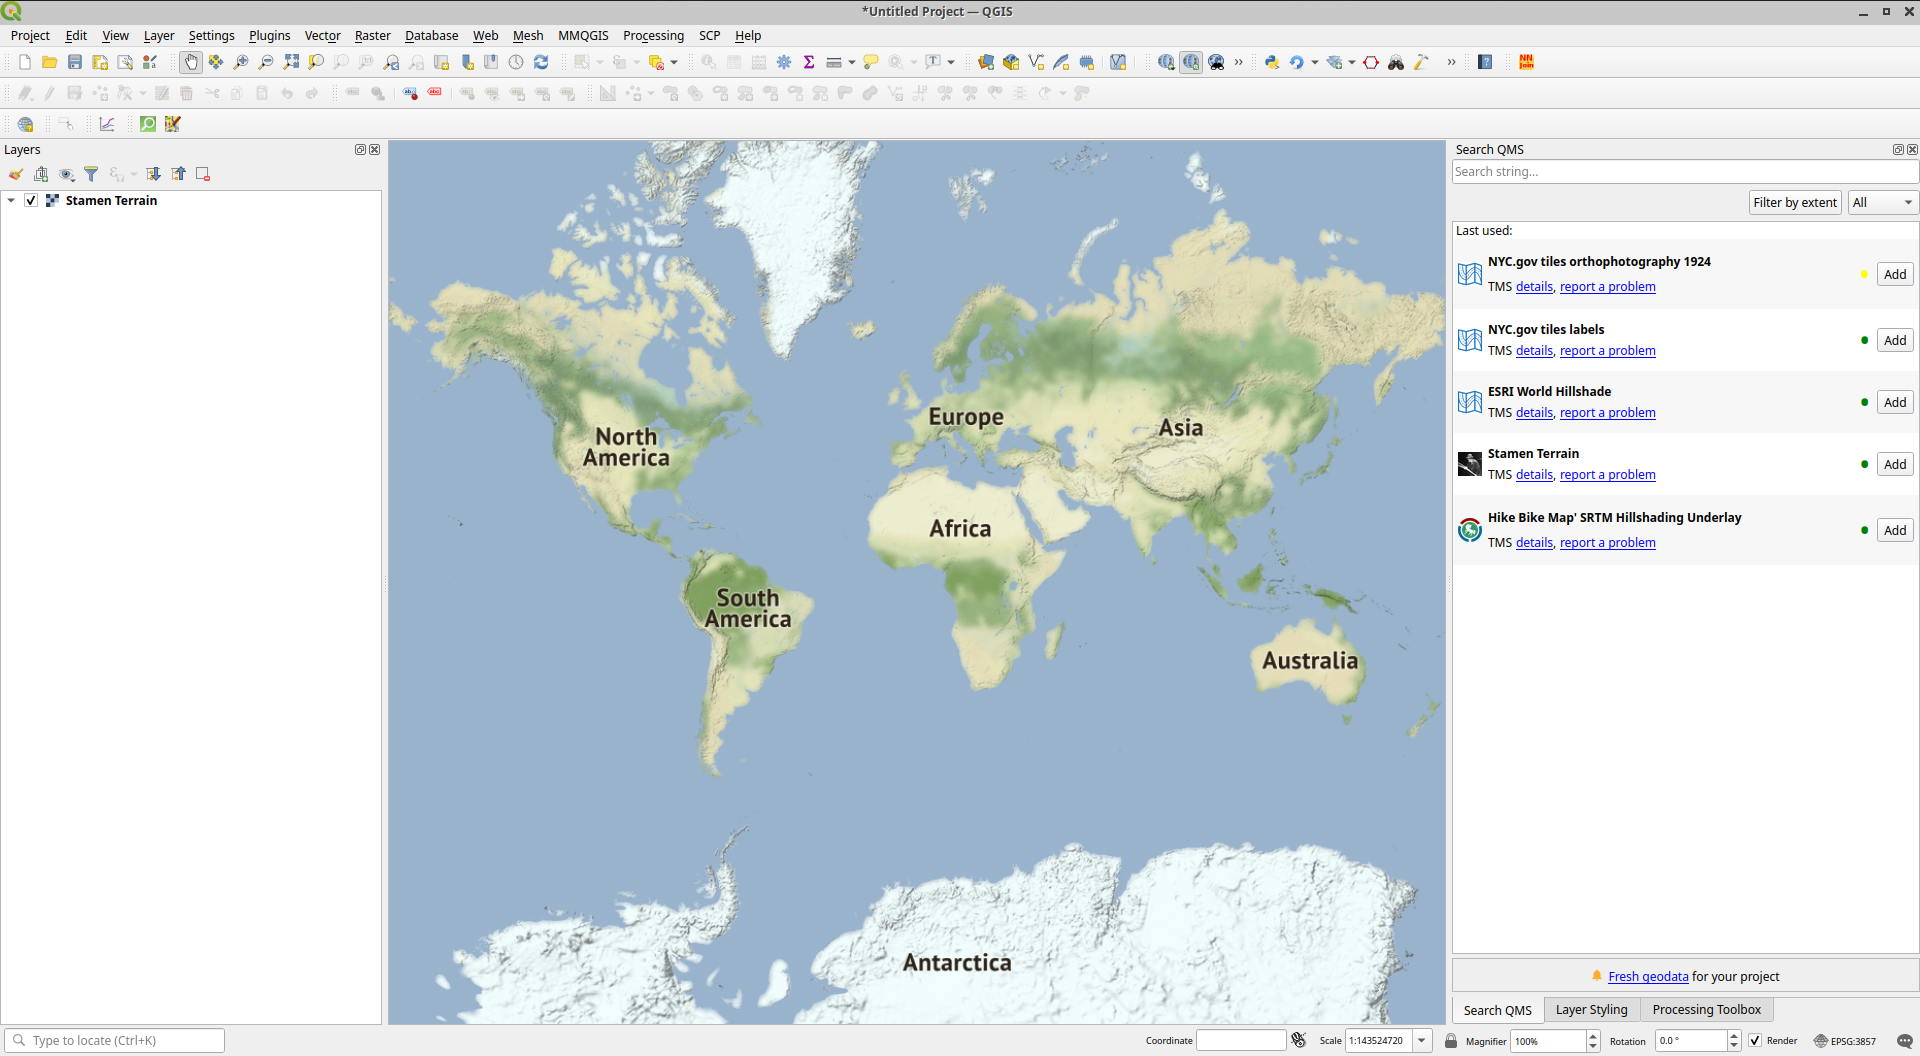 *Untitled Project — QGIS
Project Edit View Layer Settings Plugins Vector Raster Database Web Mesh MMQGIS Processing SCP Help
Layers
Stamen Terrain
North
America
South
America
Europe
Africa
Asia
Australia
Antarctica
Search QMS
Search string...
Filter by extent
All
Last used:
NYC.gov tiles orthophotography 1924
TMS details, report a problem
Add
NYC.gov tiles labels
TMS details, report a problem
Add
ESRI World Hillshade
TMS details, report a problem
Add
Stamen Terrain
TMS details, report a problem
Add
Hike Bike Map' SRTM Hillshading Underlay
TMS details, report a problem
Add
Fresh geodata for your project
Search QMS Layer Styling Processing Toolbox
Type to locate (Ctrl+K)
Coordinate Scale 1:143524720 Magnifier 100% Rotation 0.0 ° Render EPSG:3857